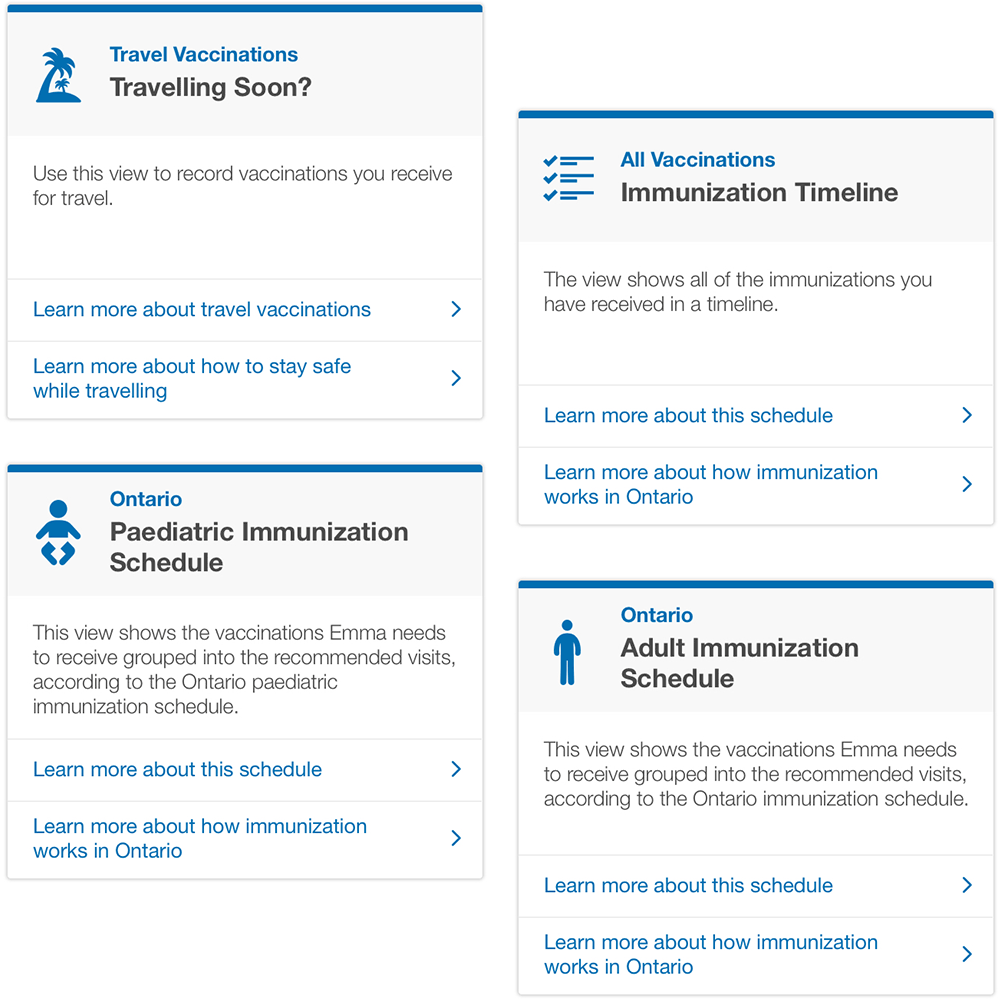 Travel Vaccinations
Travelling Soon?
Use this view to record vaccinations you receive
for travel.
Learn more about travel vaccinations
Learn more about how to stay safe
while travelling
Ontario
Paediatric Immunization
Schedule
This view shows the vaccinations Emma needs
to receive grouped into the recommended visits,
according to the Ontario paediatric
immunization schedule.
Learn more about this schedule
Learn more about how immunization
works in Ontario
All Vaccinations
Immunization Timeline
The view shows all of the immunizations you
have received in a timeline.
Learn more about this schedule
Learn more about how immunization
works in Ontario
Ontario
Adult Immunization
Schedule
This view shows the vaccinations Emma needs
to receive grouped into the recommended visits,
according to the Ontario immunization schedule.
Learn more about this schedule
Learn more about how immunization
works in Ontario